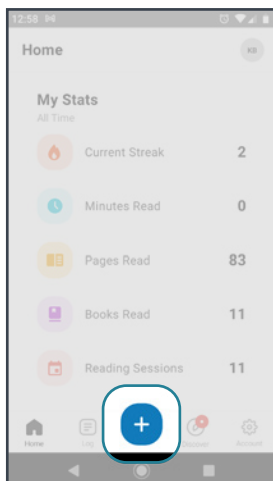 12:58
Home
KB
My Stats
All Time
Current Streak 2
Minutes Read 0
Pages Read 83
Books Read 11
Reading Sessions 11
+
Home Log Discover Account